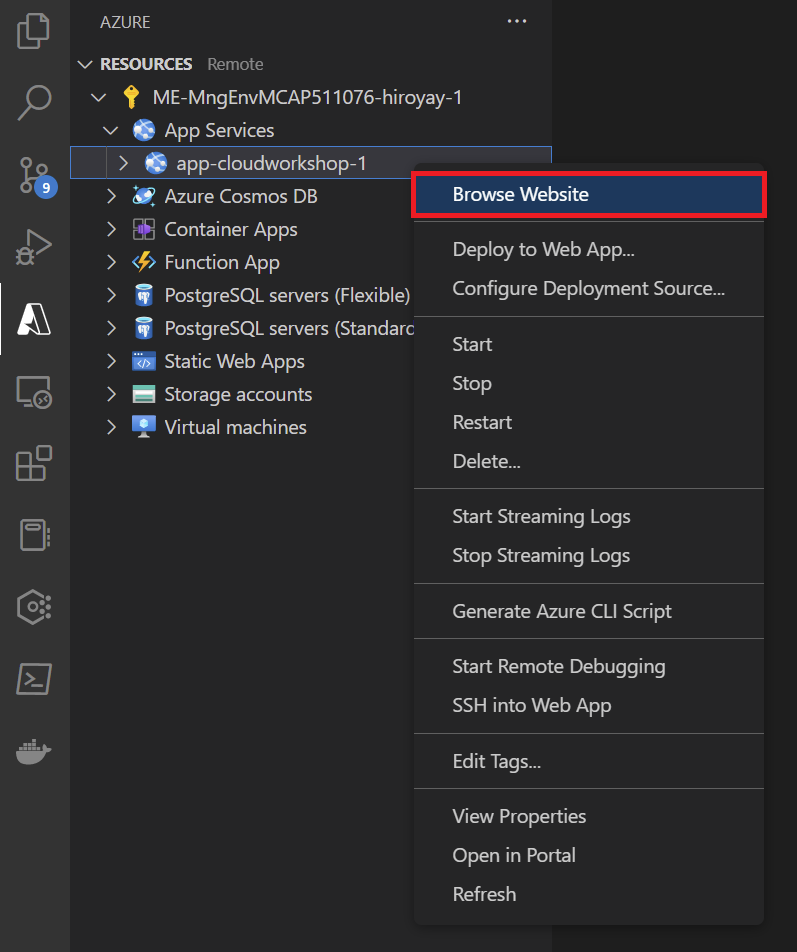 AZURE
RESOURCES Remote
ME-MngEnvMCAP511076-hiroyay-1
App Services
app-cloudworkshop-1
Azure Cosmos DB
Container Apps
Function App
PostgreSQL servers (Flexible)
PostgreSQL servers (Standard
Static Web Apps
Storage accounts
Virtual machines
9
Browse Website
Deploy to Web App...
Configure Deployment Source...
Start
Stop
Restart
Delete...
Start Streaming Logs
Stop Streaming Logs
Generate Azure CLI Script
Start Remote Debugging
SSH into Web App
Edit Tags...
View Properties
Open in Portal
Refresh